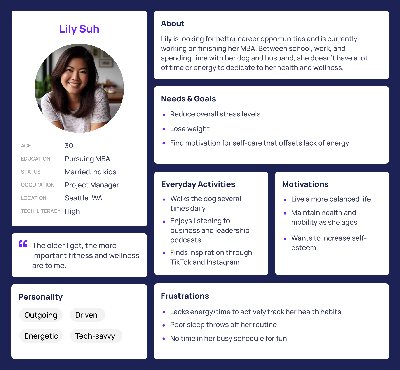 Lily Suh
AGE 30
EDUCATION Pursuing MBA
STATUS Married, no kids
OCCUPATION Project Manager
LOCATION Seattle, WA
TECH LITERACY High
“ The older I get, the more
important fitness and wellness
are to me.
Personality
Outgoing Driven
Energetic Tech-savvy
About
Lily is looking for better career opportunities and is currently
working on finishing her MBA. Between school, work, and
spending time with her dog and husband, she doesn't have a lot
of time or energy to dedicate to her health and wellness.
Needs & Goals
• Reduce overall stress levels
• Lose weight
• Find motivation for self-care that offsets lack of energy
Everyday Activities
• Walks the dog several
times daily
• Enjoys listening to
business and leadership
podcasts
• Finds inspiration through
TikTok and Instagram
Motivations
• Live a more balanced life
• Maintain health and
mobility as she ages
• Wants to increase self-
esteem
Frustrations
• Lacks energy/time to actively track her health habits
• Poor sleep throws off her routine
• No time in her busy schedule for fun